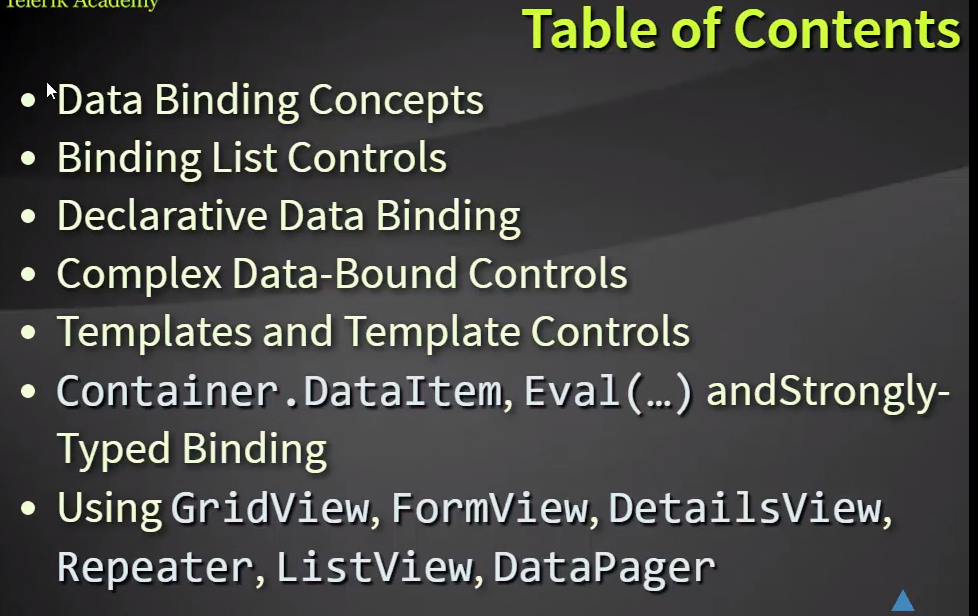 Telerik Academy
Table of Contents
• Data Binding Concepts
• Binding List Controls
• Declarative Data Binding
• Complex Data-Bound Controls
• Templates and Template Controls
• Container.DataItem, Eval(…) andStrongly-
Typed Binding
• Using GridView, FormView, DetailsView,
Repeater, ListView, DataPager